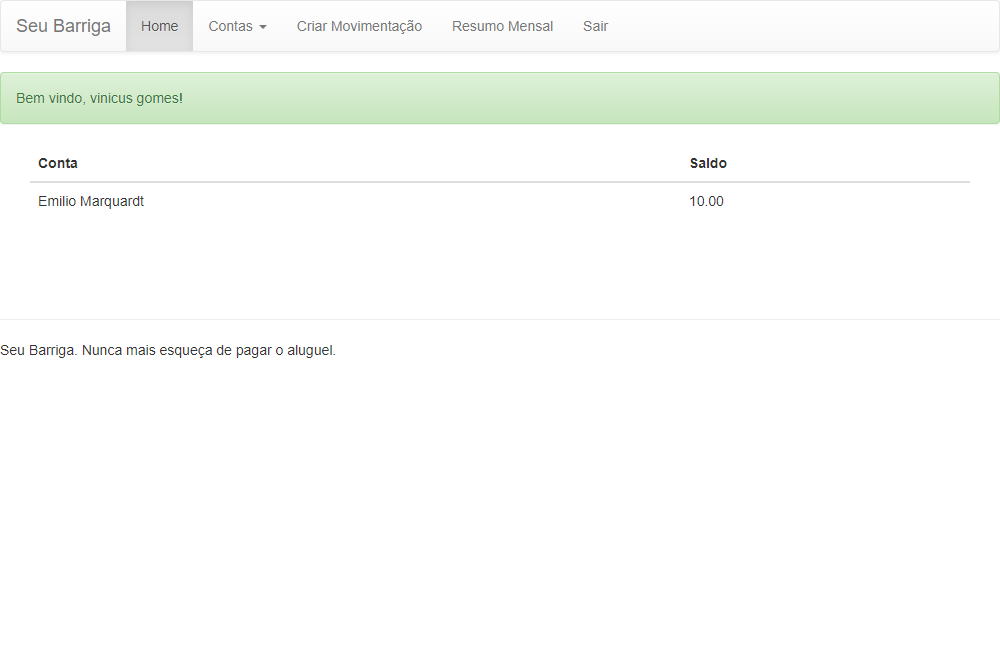 Seu Barriga Home Contas Criar Movimentação Resumo Mensal Sair
Bem vindo, vinicus gomes!
Conta Saldo
Emilio Marquardt 10.00
Seu Barriga. Nunca mais esqueça de pagar o aluguel.